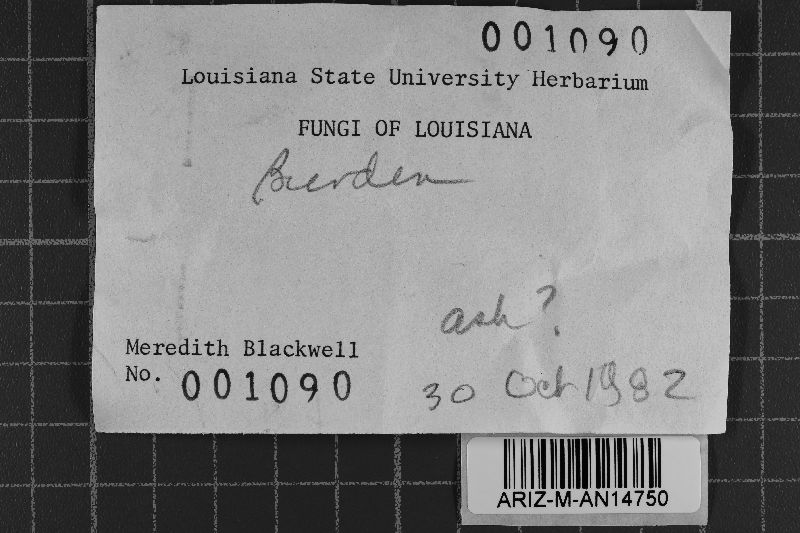 001090
Louisiana State University Herbarium
FUNGI OF LOUISIANA
Burden
ash?
Meredith Blackwell
No. 001090
30 Oct 1982
ARIZ-M-AN14750